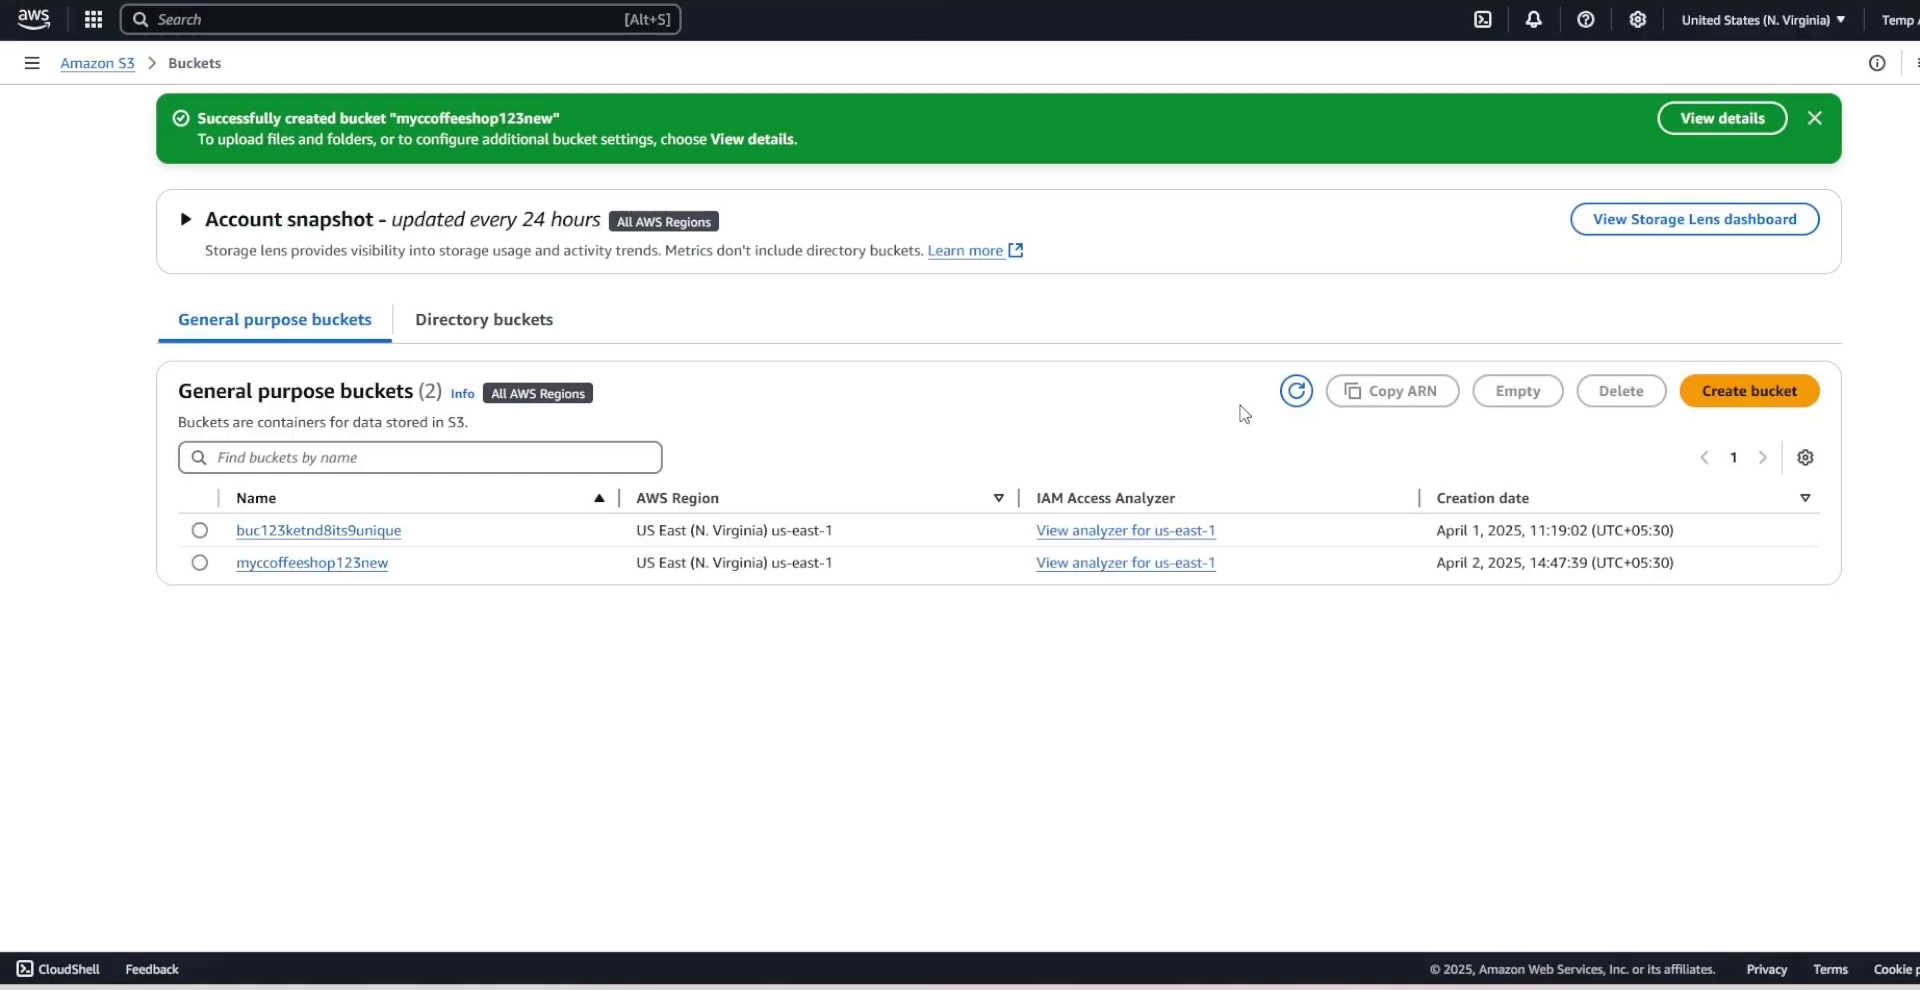 aws Search [Alt+S] United States (N. Virginia) Temp
Amazon S3 Buckets
Successfully created bucket "myccoffeeshop123new" View details
To upload files and folders, or to configure additional bucket settings, choose View details.
Account snapshot - updated every 24 hours All AWS Regions View Storage Lens dashboard
Storage lens provides visibility into storage usage and activity trends. Metrics don't include directory buckets. Learn more
General purpose buckets Directory buckets
General purpose buckets (2) Info All AWS Regions Copy ARN Empty Delete Create bucket
Buckets are containers for data stored in S3.
Find buckets by name 1
Name AWS Region IAM Access Analyzer Creation date
buc123ketnd8its9unique US East (N. Virginia) us-east-1 View analyzer for us-east-1 April 1, 2025, 11:19:02 (UTC+05:30)
myccoffeeshop123new US East (N. Virginia) us-east-1 View analyzer for us-east-1 April 2, 2025, 14:47:39 (UTC+05:30)
CloudShell Feedback © 2025, Amazon Web Services, Inc. or its affiliates. Privacy Terms Cookie